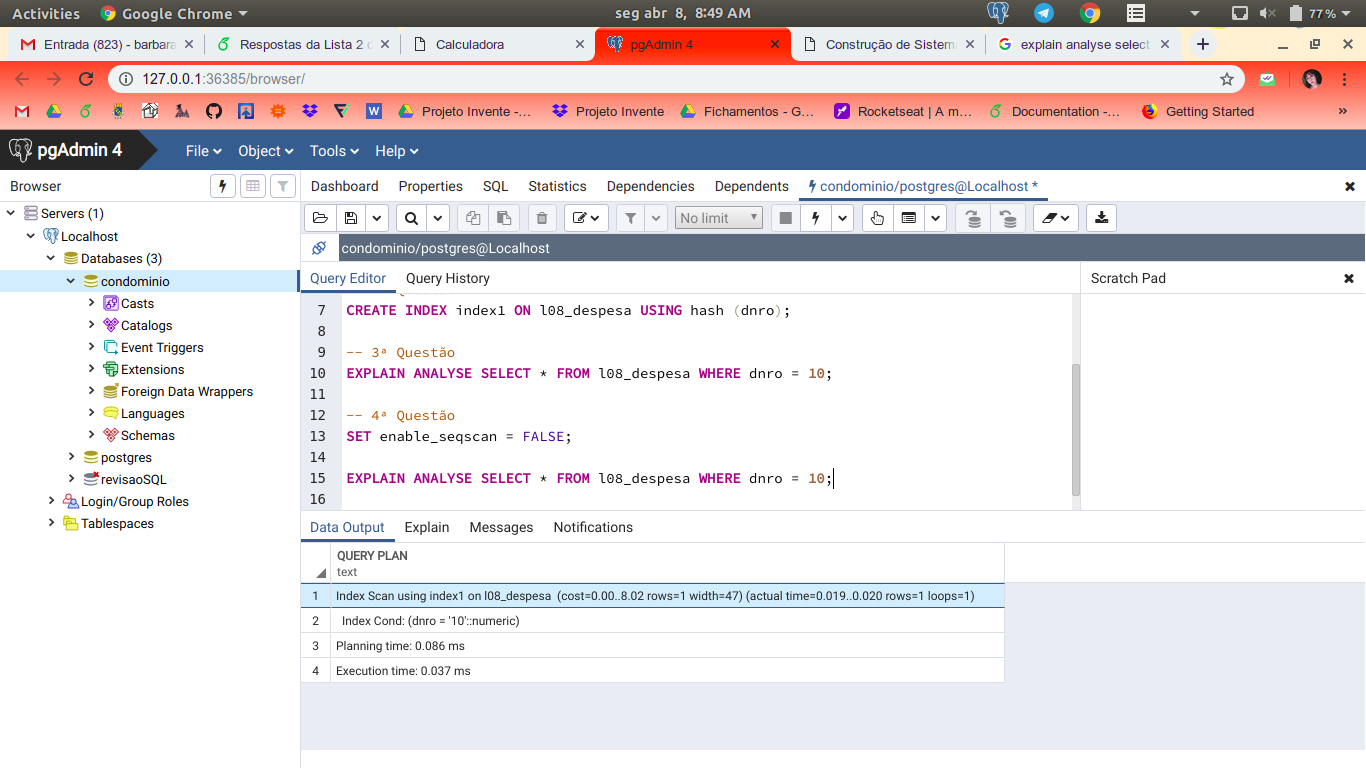 Activities Google Chrome seg abr 8, 8:49 AM 77%
Entrada (823) - barbara Respostas da Lista 2 Calculadora pgAdmin 4 Construção de Sistem explain analyse select
127.0.0.1:36385/browser/
W Projeto Invente -... Projeto Invente Fichamentos - G... Rocketseat | A m... Documentation -... Getting Started »
pgAdmin 4 File Object Tools Help
Browser Dashboard Properties SQL Statistics Dependencies Dependents condominio/postgres@Localhost *
No limit
Servers (1)
Localhost
Databases (3)
condominio
Casts
Catalogs
Event Triggers
Extensions
Foreign Data Wrappers
Languages
Schemas
postgres
revisaoSQL
Login/Group Roles
Tablespaces
condominio/postgres@Localhost
Query Editor Query History Scratch Pad
7 CREATE INDEX index1 ON l08_despesa USING hash (dnro);
8
9 -- 3ª Questão
10 EXPLAIN ANALYSE SELECT * FROM l08_despesa WHERE dnro = 10;
11
12 -- 4ª Questão
13 SET enable_seqscan = FALSE;
14
15 EXPLAIN ANALYSE SELECT * FROM l08_despesa WHERE dnro = 10;
16
Data Output Explain Messages Notifications
QUERY PLAN
text
1 Index Scan using index1 on l08_despesa (cost=0.00..8.02 rows=1 width=47) (actual time=0.019..0.020 rows=1 loops=1)
2 Index Cond: (dnro = '10'::numeric)
3 Planning time: 0.086 ms
4 Execution time: 0.037 ms